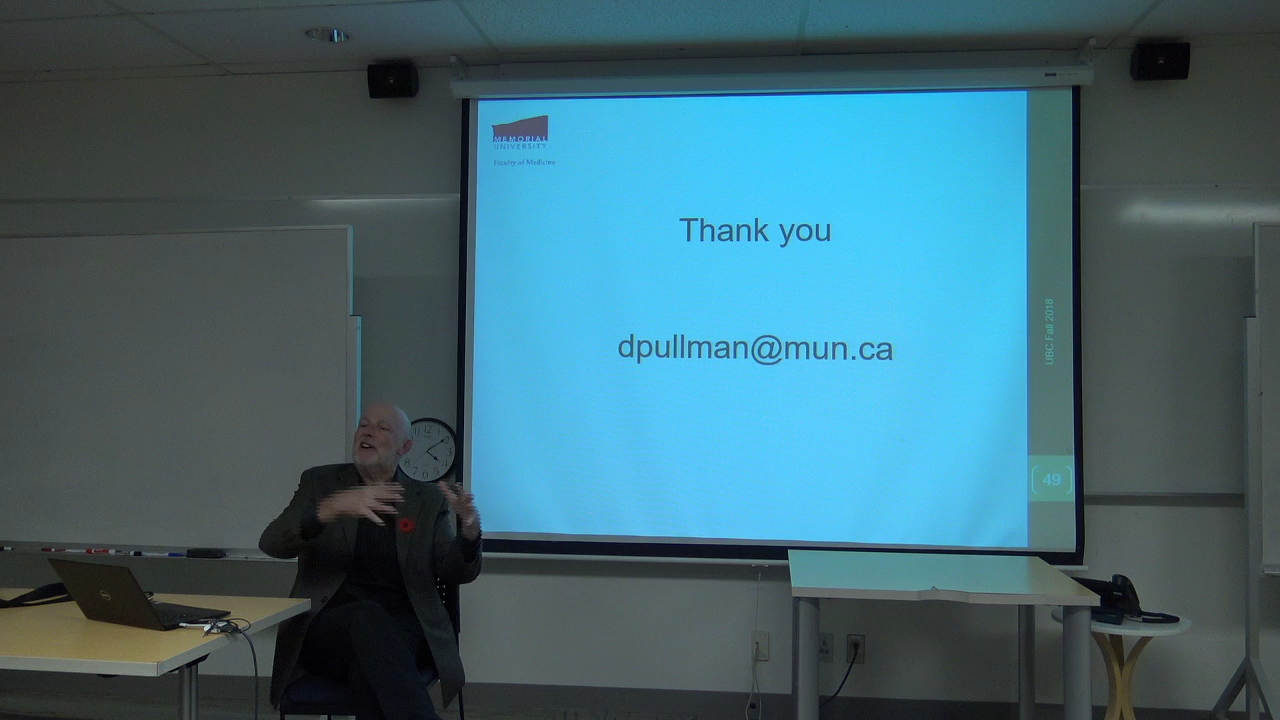 MEMORIAL
UNIVERSITY
Faculty of Medicine
Thank you
dpullman@mun.ca
UBC Fall 2018
49